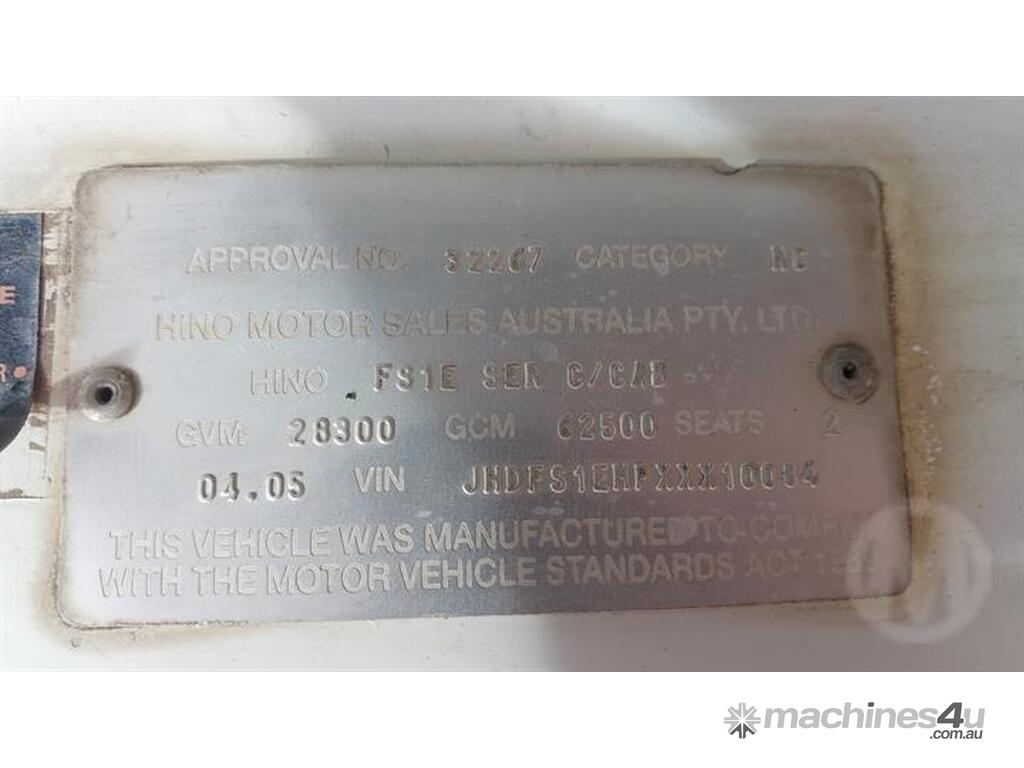 E
R.
APPROVAL NO. 32267 CATEGORY NC
HINO MOTOR SALES AUSTRALIA PTY. LTD.
HINO FS1E SER C/CAB
GVM 28300 GCM 62500 SEATS 2
04.05 VIN JHDFS1EHPXXX10084
THIS VEHICLE WAS MANUFACTURED TO COMPLY
WITH THE MOTOR VEHICLE STANDARDS ACT
machines4u
.com.au